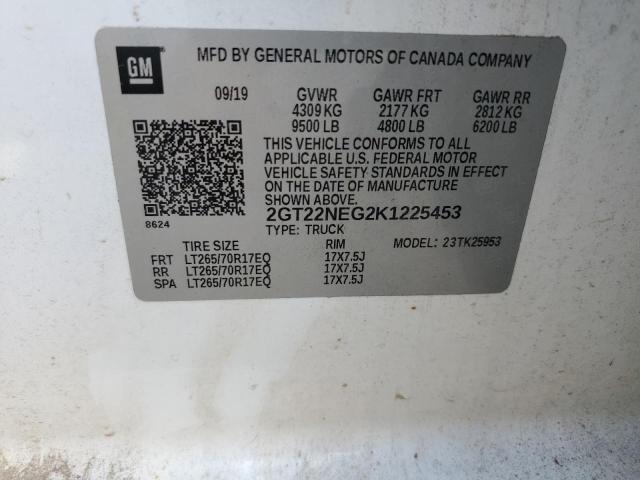 GM
MFD BY GENERAL MOTORS OF CANADA COMPANY
09/19 GVWR GAWR FRT GAWR RR
4309 KG 2177 KG 2812 KG
9500 LB 4800 LB 6200 LB
THIS VEHICLE CONFORMS TO ALL
APPLICABLE U.S. FEDERAL MOTOR
VEHICLE SAFETY STANDARDS IN EFFECT
ON THE DATE OF MANUFACTURE
SHOWN ABOVE.
8624
2GT22NEG2K1225453
TYPE: TRUCK
TIRE SIZE RIM MODEL: 23TK25953
FRT LT265/70R17EQ 17X7.5J
RR LT265/70R17EQ 17X7.5J
SPA LT265/70R17EQ 17X7.5J